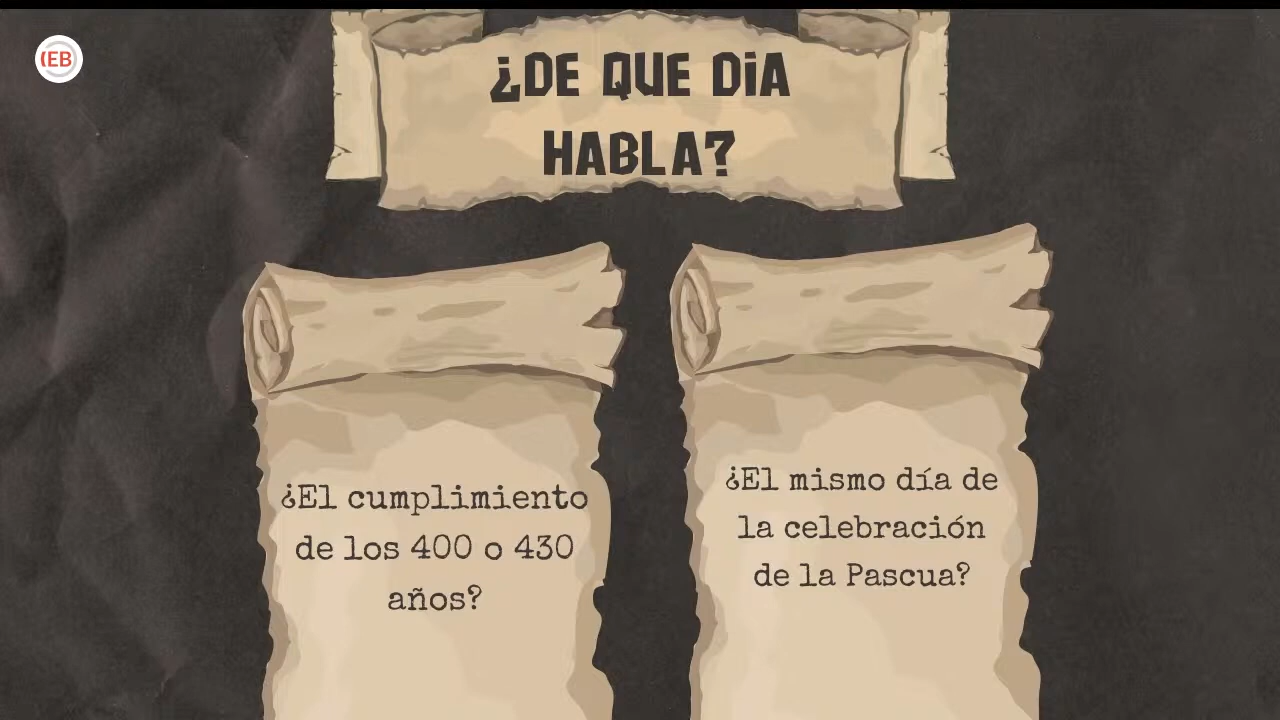 IEB
¿DE QUE DiA
HABLA?
¿El cumplimiento
de los 400 o 430
años?
¿El mismo día de
la celebración
de la Pascua?